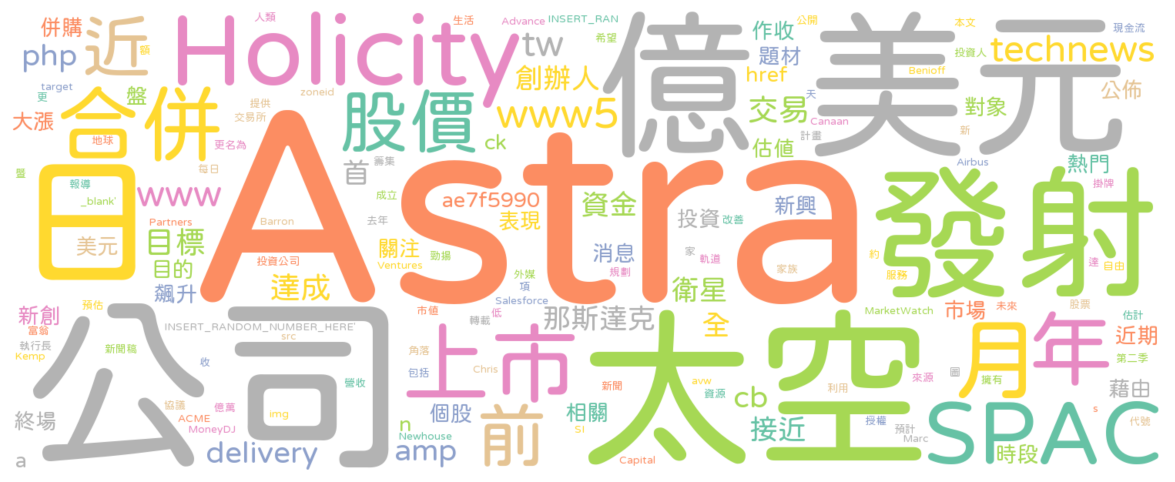 人類
生活
Advance
INSERT_RAN
公開
本文
現金流
併購
近
額
Holicity
tw
希望
億
作收
美元
投資人
technews
php
題材
target
更
盤
zoneid
創辦人
href
Benioff
公佈
合併
提供
股價
www5
交易
天
對象
大漲
交易所
Canaan
新
地球
更名為
ck
估值
計畫
日
每日
首
籌集
Astra
Airbus
熱門
盤
報導
_blank'
www
成立
ae7f5990
資金
投資
新興
發射
掛牌
Partners
Barron
去年
表現
改善
美元
目標
關注
勁揚
消息
家
軌道
約
達
自由
投資公司
目的
Ventures
外媒
規劃
家族
服務
飆升
達成
項
衛星
Salesforce
低
預估
市值
MarketWatch
市場
未來
股票
新創
INSERT_RANDOM_NUMBER_HERE'
轉載
那斯達克
全
估計
富翁
src
月
年
近期
執行長
公司
新聞稿
角落
上市
太空
第二季
Kemp
收
包括
Chris
來源
圖
營收
新聞
avw
利用
擁有
藉由
協議
億萬
資源
cb
終場
ACME
img
個股
前
相關
SPAC
MoneyDJ
n
SI
接近
授權
s
代號
Newhouse
預計
a
delivery
amp
Capital
Marc
時段